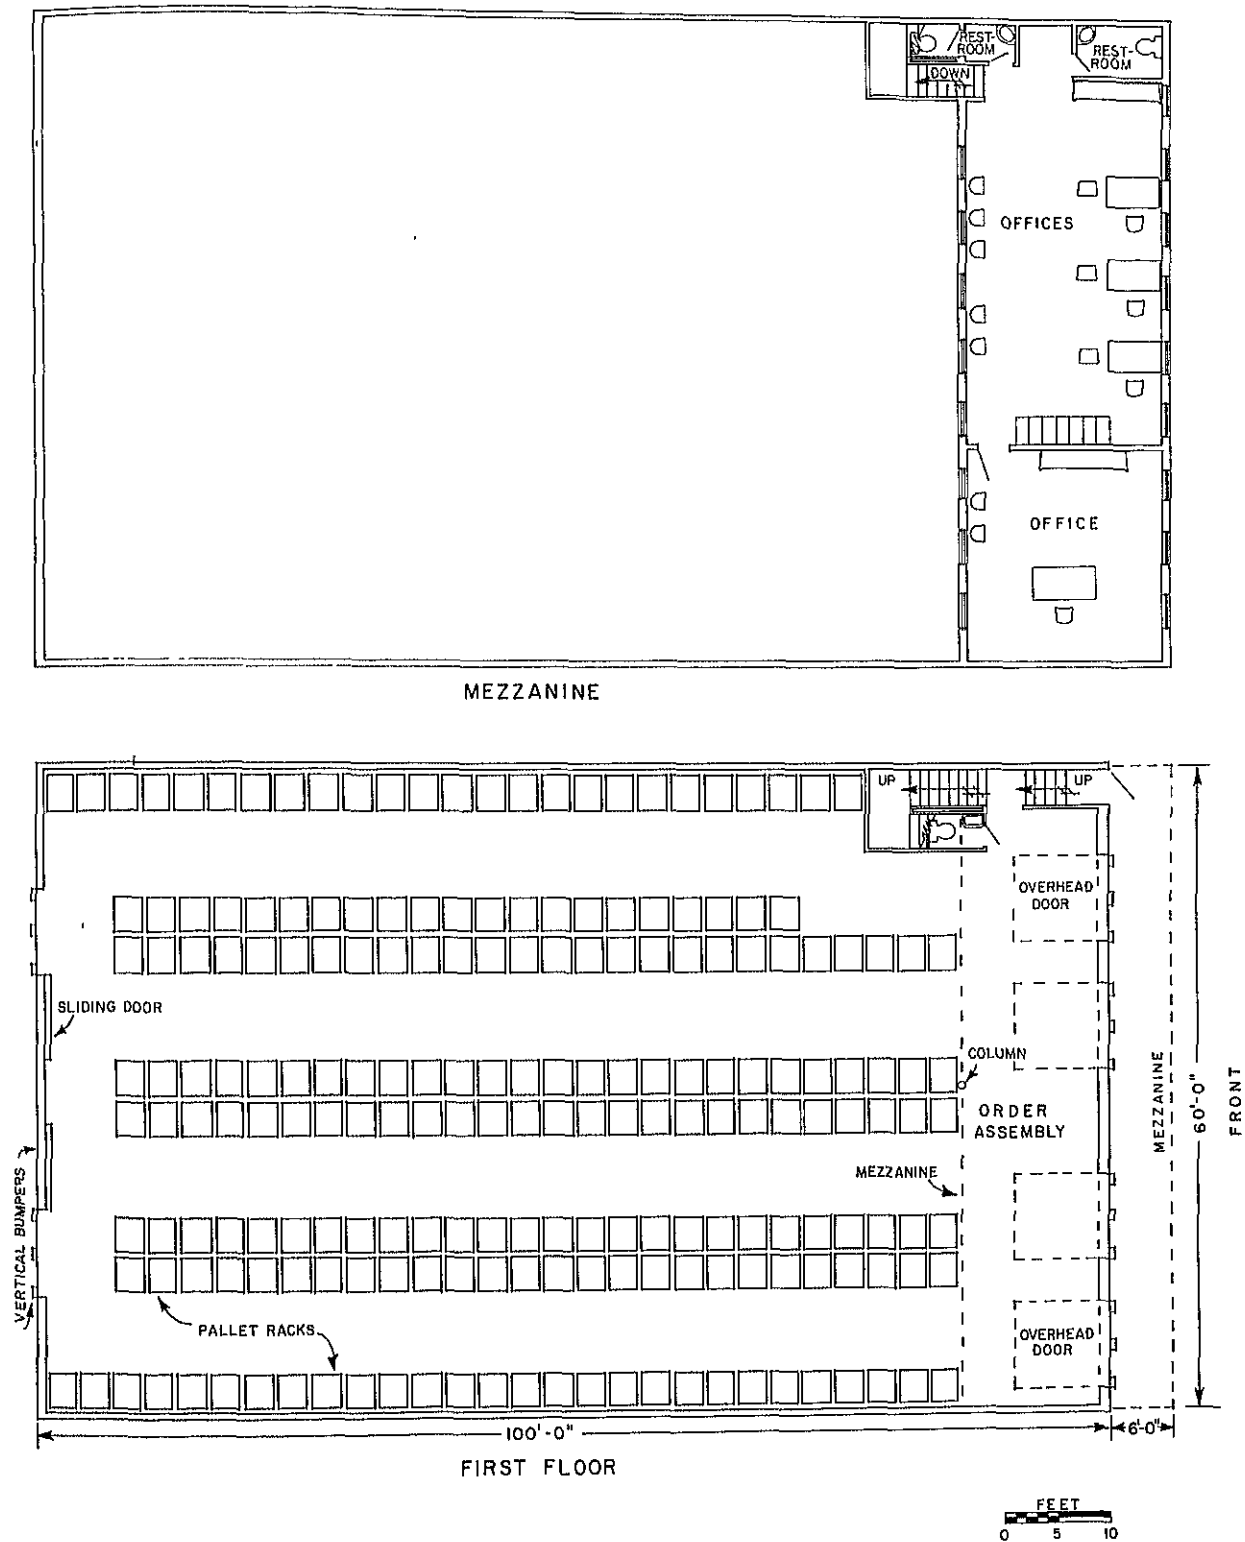 REST-
ROOM
REST-
ROOM
DOWN
OFFICES
OFFICE
MEZZANINE
UP
UP
OVERHEAD
DOOR
SLIDING DOOR
COLUMN
ORDER
ASSEMBLY
MEZZANINE
MEZZANINE
60'-0"
FRONT
VERTICAL BUMPERS
PALLET RACKS
OVERHEAD
DOOR
100'-0"
6'-0"
FIRST FLOOR
FEET
0 5 10